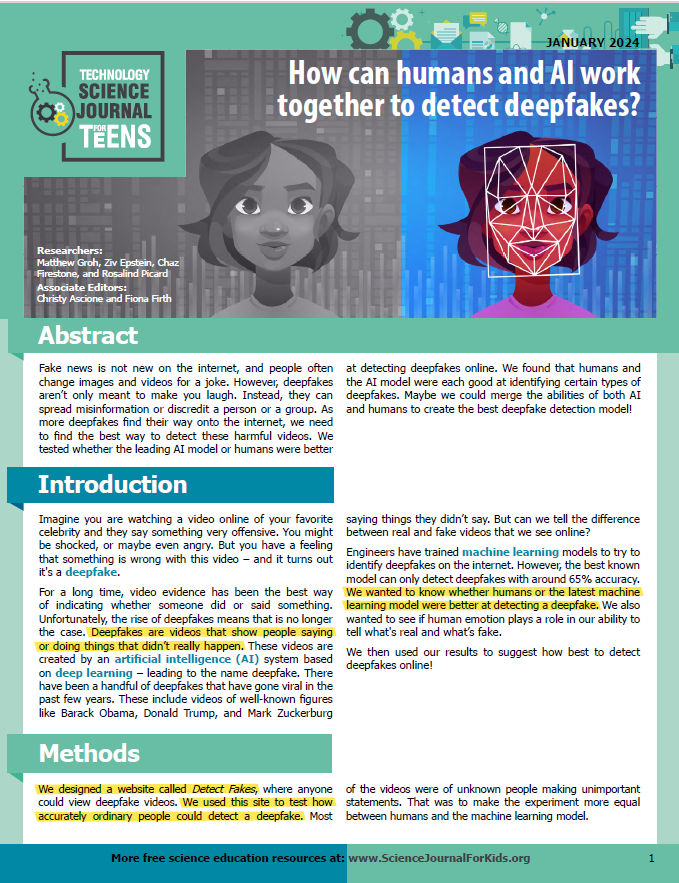 JANUARY 2024
TECHNOLOGY
SCIENCE
JOURNAL
FOR
TEENS
How can humans and AI work
together to detect deepfakes?
Researchers:
Matthew Groh, Ziv Epstein, Chaz
Firestone, and Rosalind Picard
Associate Editors:
Christy Ascione and Fiona Firth
Abstract
Fake news is not new on the internet, and people often
change images and videos for a joke. However, deepfakes
aren't only meant to make you laugh. Instead, they can
spread misinformation or discredit a person or a group. As
more deepfakes find their way onto the internet, we need
to find the best way to detect these harmful videos. We
tested whether the leading AI model or humans were better
at detecting deepfakes online. We found that humans and
the AI model were each good at identifying certain types of
deepfakes. Maybe we could merge the abilities of both AI
and humans to create the best deepfake detection model!
Introduction
Imagine you are watching a video online of your favorite
celebrity and they say something very offensive. You might
be shocked, or maybe even angry. But you have a feeling
that something is wrong with this video – and it turns out
it's a deepfake.
For a long time, video evidence has been the best way
of indicating whether someone did or said something.
Unfortunately, the rise of deepfakes means that is no longer
the case. Deepfakes are videos that show people saying
or doing things that didn't really happen. These videos are
created by an artificial intelligence (AI) system based
on deep learning – leading to the name deepfake. There
have been a handful of deepfakes that have gone viral in the
past few years. These include videos of well-known figures
like Barack Obama, Donald Trump, and Mark Zuckerburg
saying things they didn't say. But can we tell the difference
between real and fake videos that we see online?
Engineers have trained machine learning models to try to
identify deepfakes on the internet. However, the best known
model can only detect deepfakes with around 65% accuracy.
We wanted to know whether humans or the latest machine
learning model were better at detecting a deepfake. We also
wanted to see if human emotion plays a role in our ability to
tell what's real and what's fake.
We then used our results to suggest how best to detect
deepfakes online!
Methods
We designed a website called Detect Fakes, where anyone
could view deepfake videos. We used this site to test how
accurately ordinary people could detect a deepfake. Most
of the videos were of unknown people making unimportant
statements. That was to make the experiment more equal
between humans and the machine learning model.
More free science education resources at: www.ScienceJournalForKids.org
1